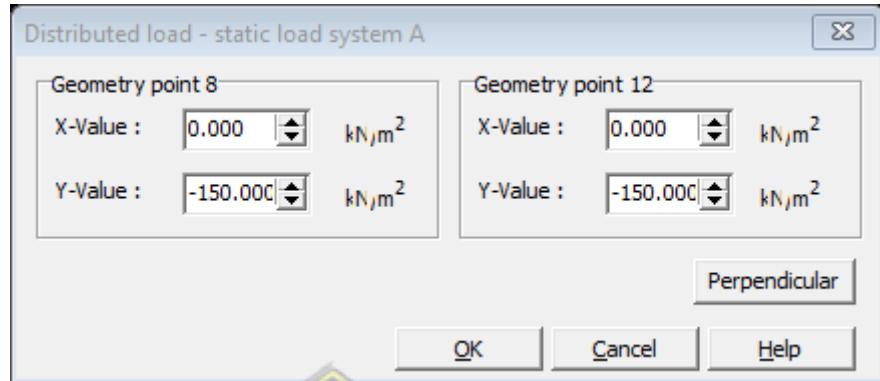 Distributed load - static load system A
Geometry point 8
X-Value : 0.000 kN/m²
Y-Value : -150.000 kN/m²
Geometry point 12
X-Value : 0.000 kN/m²
Y-Value : -150.000 kN/m²
Perpendicular
OK Cancel Help